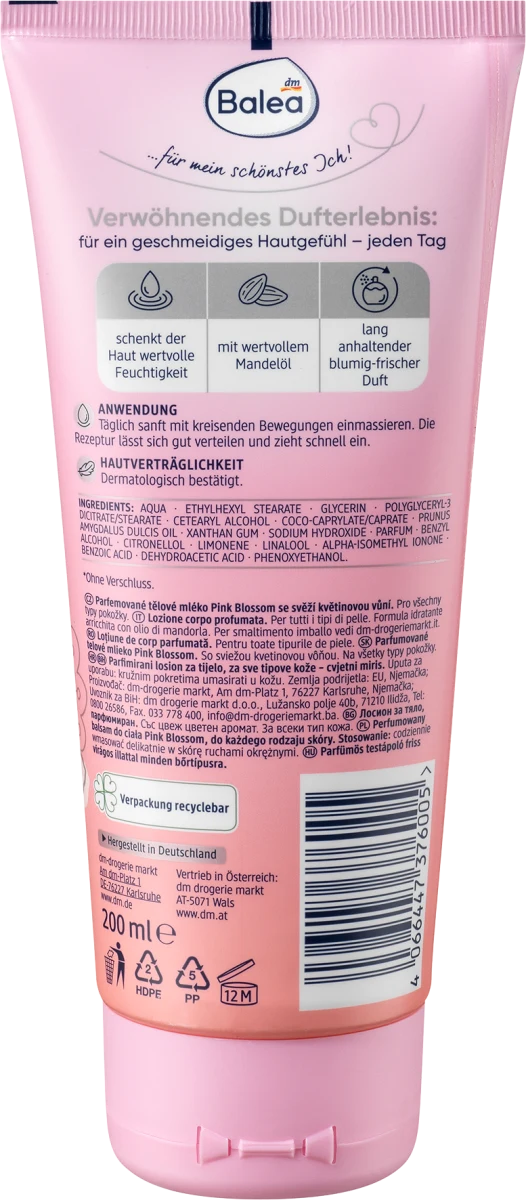 dm
Balea
...für mein schönstes Ich!
Verwöhnendes Dufterlebnis:
für ein geschmeidiges Hautgefühl – jeden Tag
schenkt der
Haut wertvolle
Feuchtigkeit
mit wertvollem
Mandelöl
lang
anhaltender
blumig-frischer
Duft
ANWENDUNG
Täglich sanft mit kreisenden Bewegungen einmassieren. Die
Rezeptur lässt sich gut verteilen und zieht schnell ein.
HAUTVERTRÄGLICHKEIT
Dermatologisch bestätigt.
INGREDIENTS: AQUA · ETHYLHEXYL STEARATE · GLYCERIN · POLYGLYCERYL-3
DICITRATE/STEARATE · CETEARYL ALCOHOL · COCO-CAPRYLATE/CAPRATE · PRUNUS
AMYGDALUS DULCIS OIL · XANTHAN GUM · SODIUM HYDROXIDE · PARFUM · BENZYL
ALCOHOL · CITRONELLOL · LIMONENE · LINALOOL · ALPHA-ISOMETHYL IONONE ·
BENZOIC ACID · DEHYDROACETIC ACID · PHENOXYETHANOL.
*Ohne Verschluss.
CZ Parfemované tělové mléko Pink Blossom se svěží květinovou vůní. Pro všechny
typy pokožky. IT Lozione corpo profumata. Per tutti i tipi di pelle. Formula idratante
arricchita con olio di mandorla. Per smaltimento imballo vedi dm-drogeriemarkt.it.
RO Loțiune de corp parfumată. Pentru toate tipurile de piele. SK Parfumované
telové mlieko Pink Blossom. So sviežou kvetinovou vôňou. Na všetky typy pokožky.
HR BH Parfimirani losion za tijelo, za sve tipove kože – cvjetni miris. Uputa za
uporabu: kružnim pokretima umasirati u kožu. Zemlja podrijetla: EU, Njemačka;
Proizvođač: dm-drogerie markt, Am dm-Platz 1, 76227 Karlsruhe, Njemačka;
Uvoznik za BiH: dm drogerie markt d.o.o., Lužansko polje 40b, 71210 Ilidža, Tel:
0800 26586, Fax. 033 778 400, info@dm-drogeriemarkt.ba. BG Лосион за тяло,
парфюмиран. Със свеж цветен аромат. За всеки тип кожа. PL Perfumowany
balsam do ciała Pink Blossom, do każdego rodzaju skóry. Stosowanie: codziennie
wmasować delikatnie w skórę ruchami okrężnymi. HU Parfümös testápoló friss
virágos illattal minden bőrtípusra.
Verpackung recyclebar
Hergestellt in Deutschland
dm-drogerie markt
Am dm-Platz 1
DE-76227 Karlsruhe
www.dm.de
Vertrieb in Österreich:
dm drogerie markt
AT-5071 Wals
www.dm.at
200 ml e
2
HDPE
5
PP
12 M
4 066447 376005 >